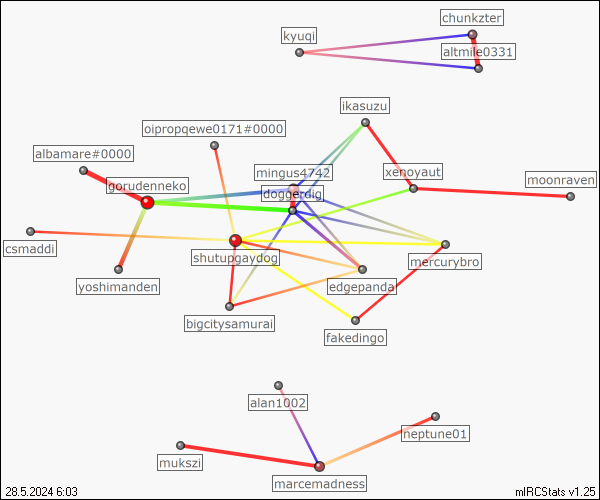 chunkzter
kyuqi
altmile0331
ikasuzu
oipropqewe0171#0000
albamare#0000
mingus4742
xenoyaut
moonraven
gorudenneko
doggerdig
csmaddi
shutupgaydog
mercurybro
yoshimanden
edgepanda
bigcitysamurai
fakedingo
alan1002
neptune01
mukszi
marcemadness
28.5.2024 6:03
mIRCStats v1.25